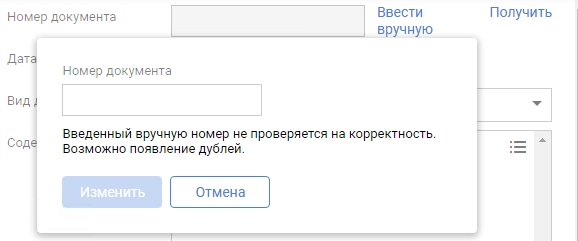 Номер документа
Ввести
вручную
Получить
Дата
Вид д
Соде
Номер документа
Введенный вручную номер не проверяется на корректность.
Возможно появление дублей.
Изменить
Отмена